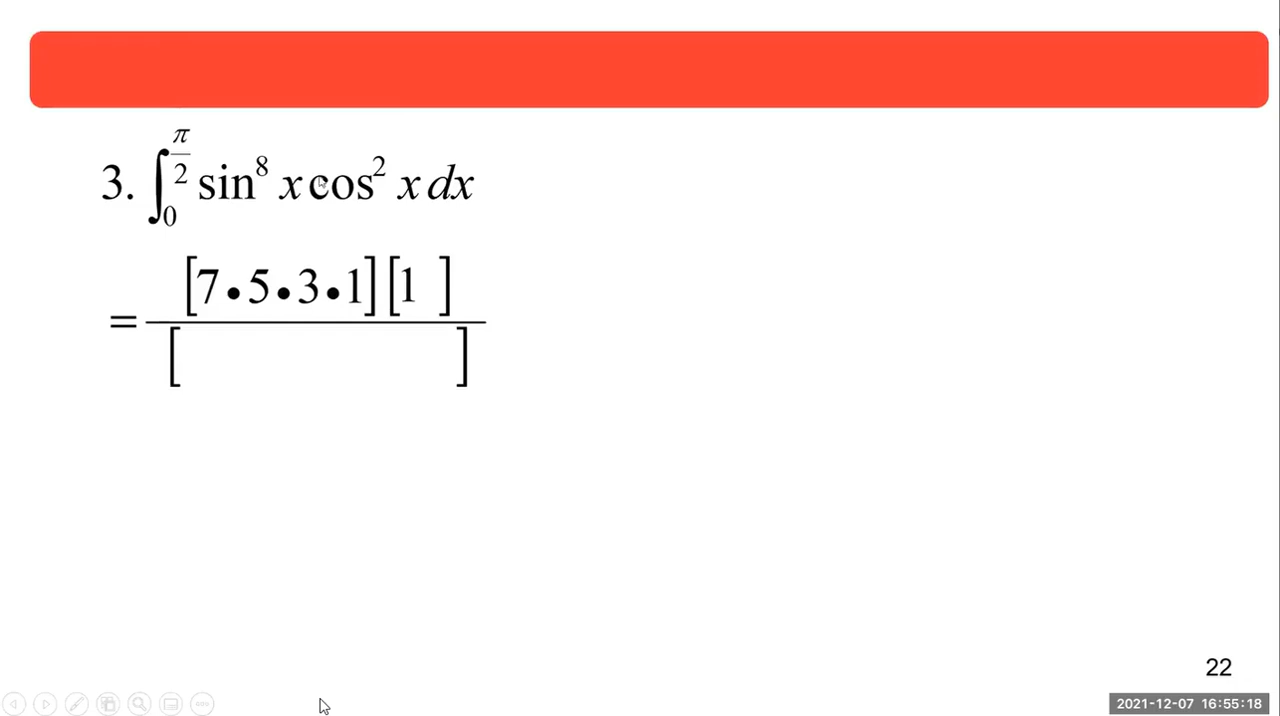 3. ∫₀^{π/2} sin⁸ x cos² x dx
= [7•5•3•1][1 ] / [ ]
22
2021-12-07 16:55:18